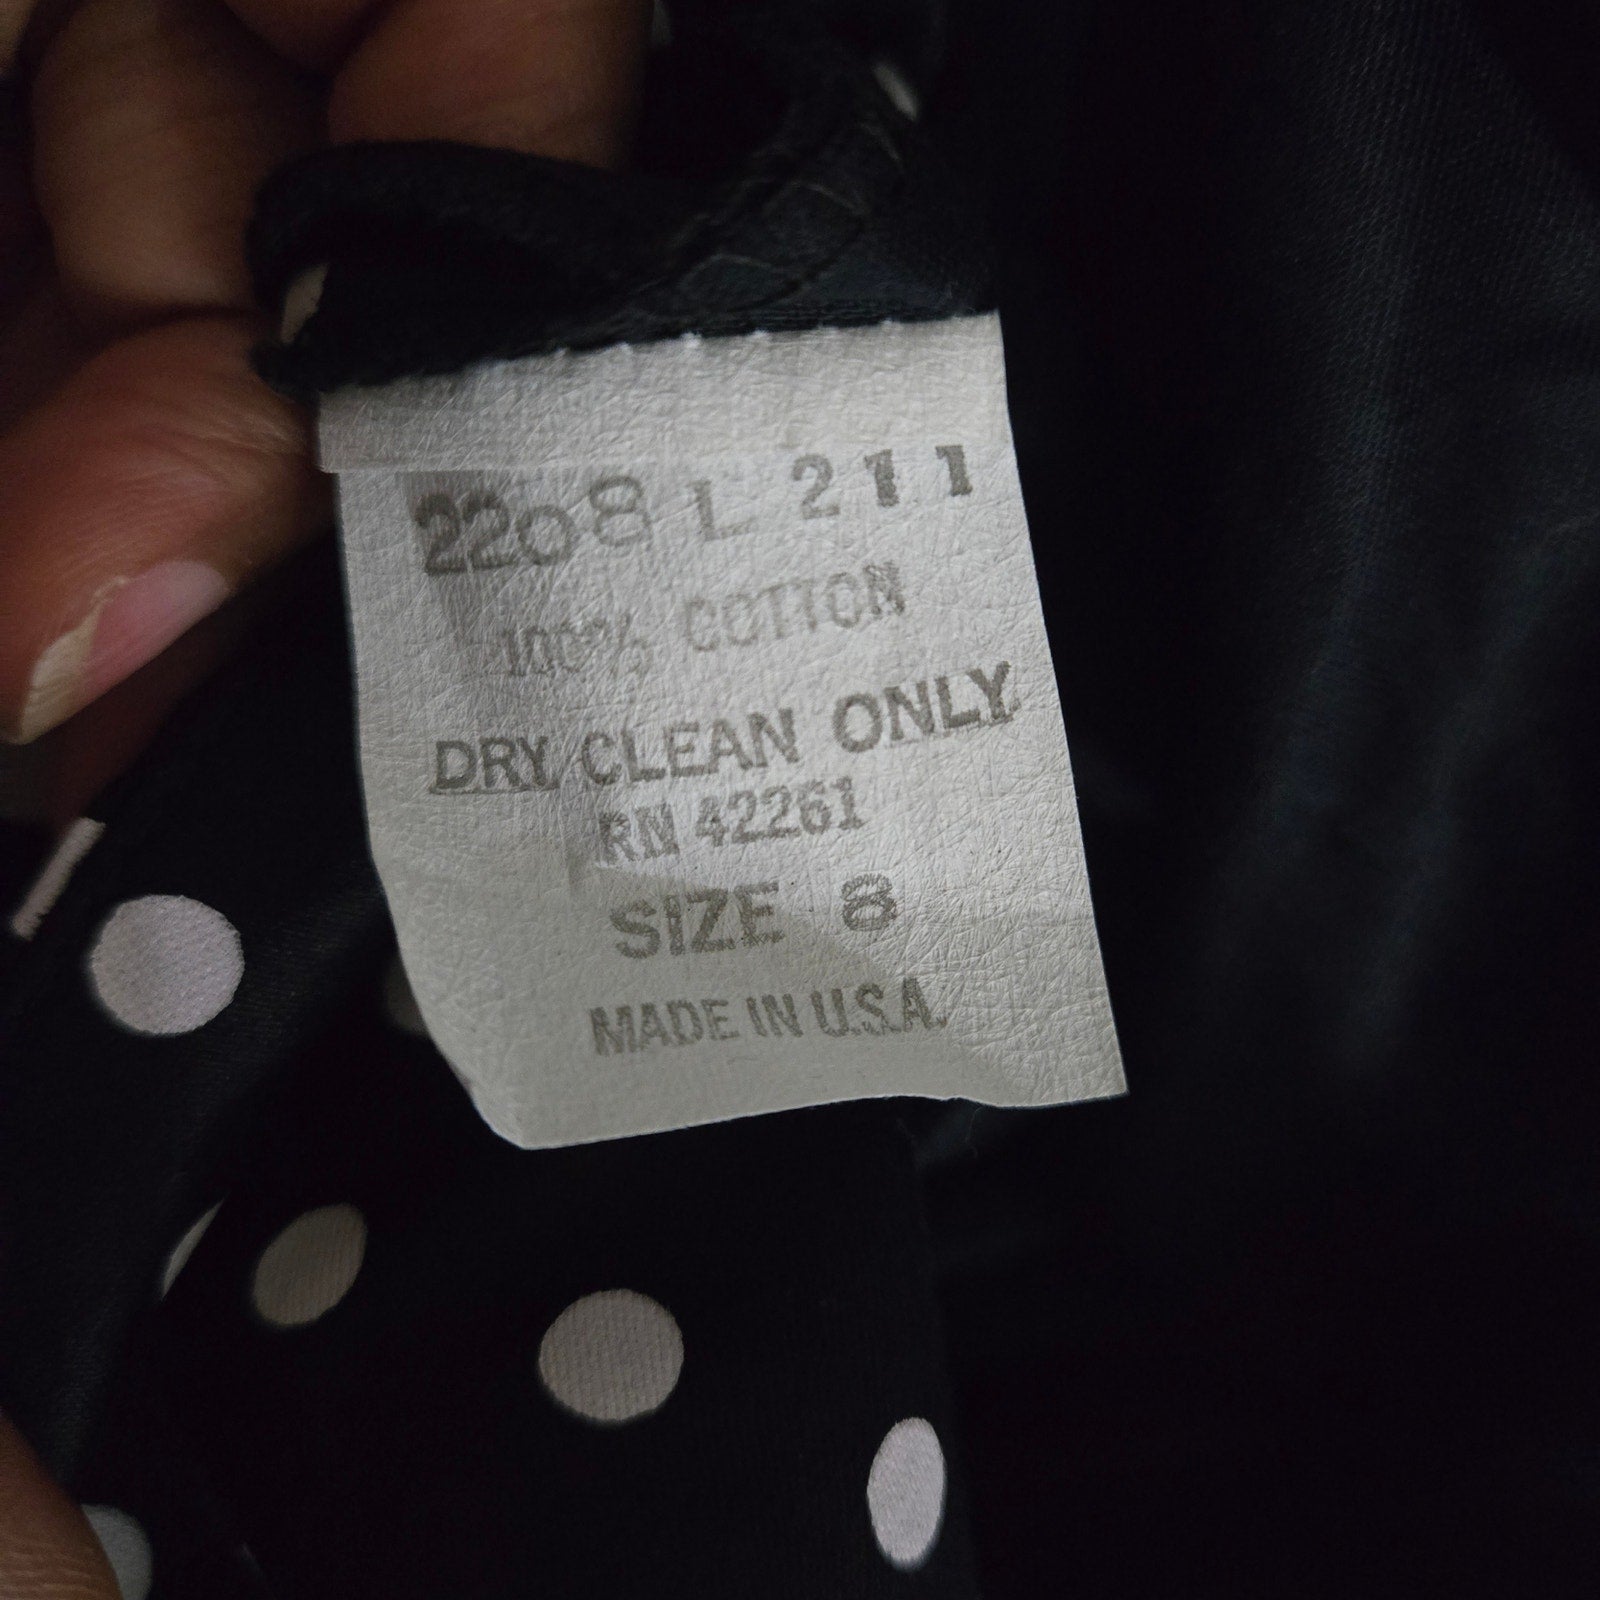 2208 L 211
100% COTTON
DRY CLEAN ONLY
RN 42261
SIZE 8
MADE IN U.S.A.